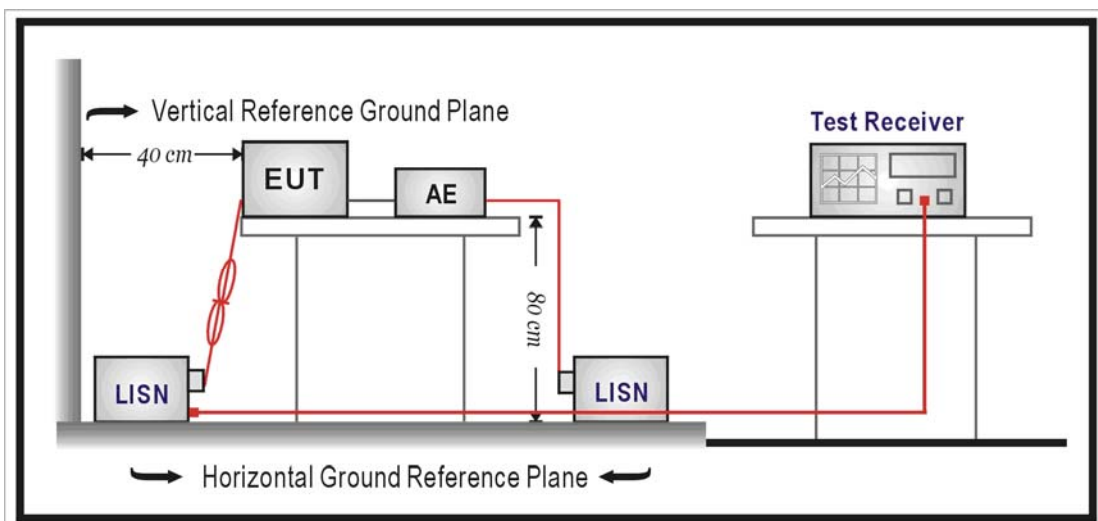 Vertical Reference Ground Plane
40 cm
EUT
AE
Test Receiver
80 cm
LISN
LISN
Horizontal Ground Reference Plane